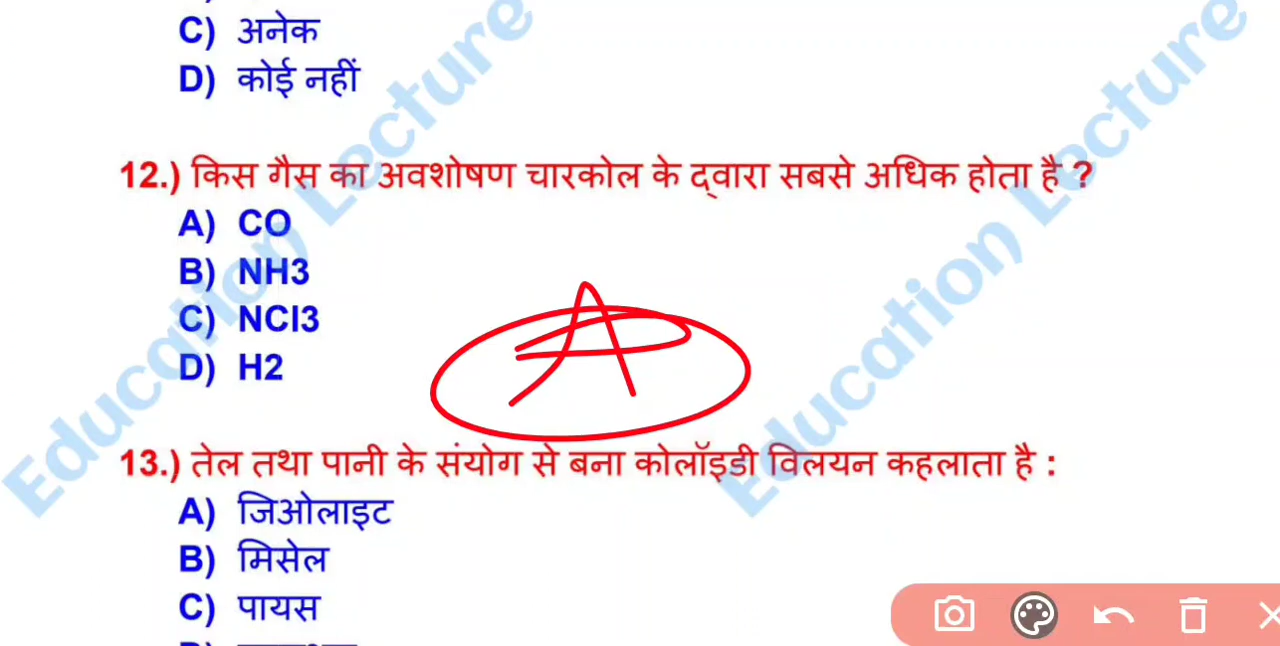 C) अनेक
D) कोई नहीं
12.) किस गैस का अवशोषण चारकोल के द्वारा सबसे अधिक होता है ?
A) CO
B) NH3
C) NCl3
D) H2
A
13.) तेल तथा पानी के संयोग से बना कोलॉइडी विलयन कहलाता है :
A) जिओलाइट
B) मिसेल
C) पायस
Education Lecture
Education Lecture